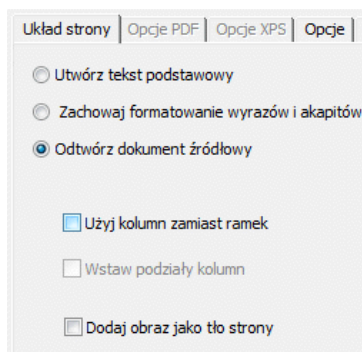 Układ strony Opcje PDF Opcje XPS Opcje
Utwórz tekst podstawowy
Zachowaj formatowanie wyrazów i akapitów
Odtwórz dokument źródłowy
Użyj kolumn zamiast ramek
Wstaw podziały kolumn
Dodaj obraz jako tło strony